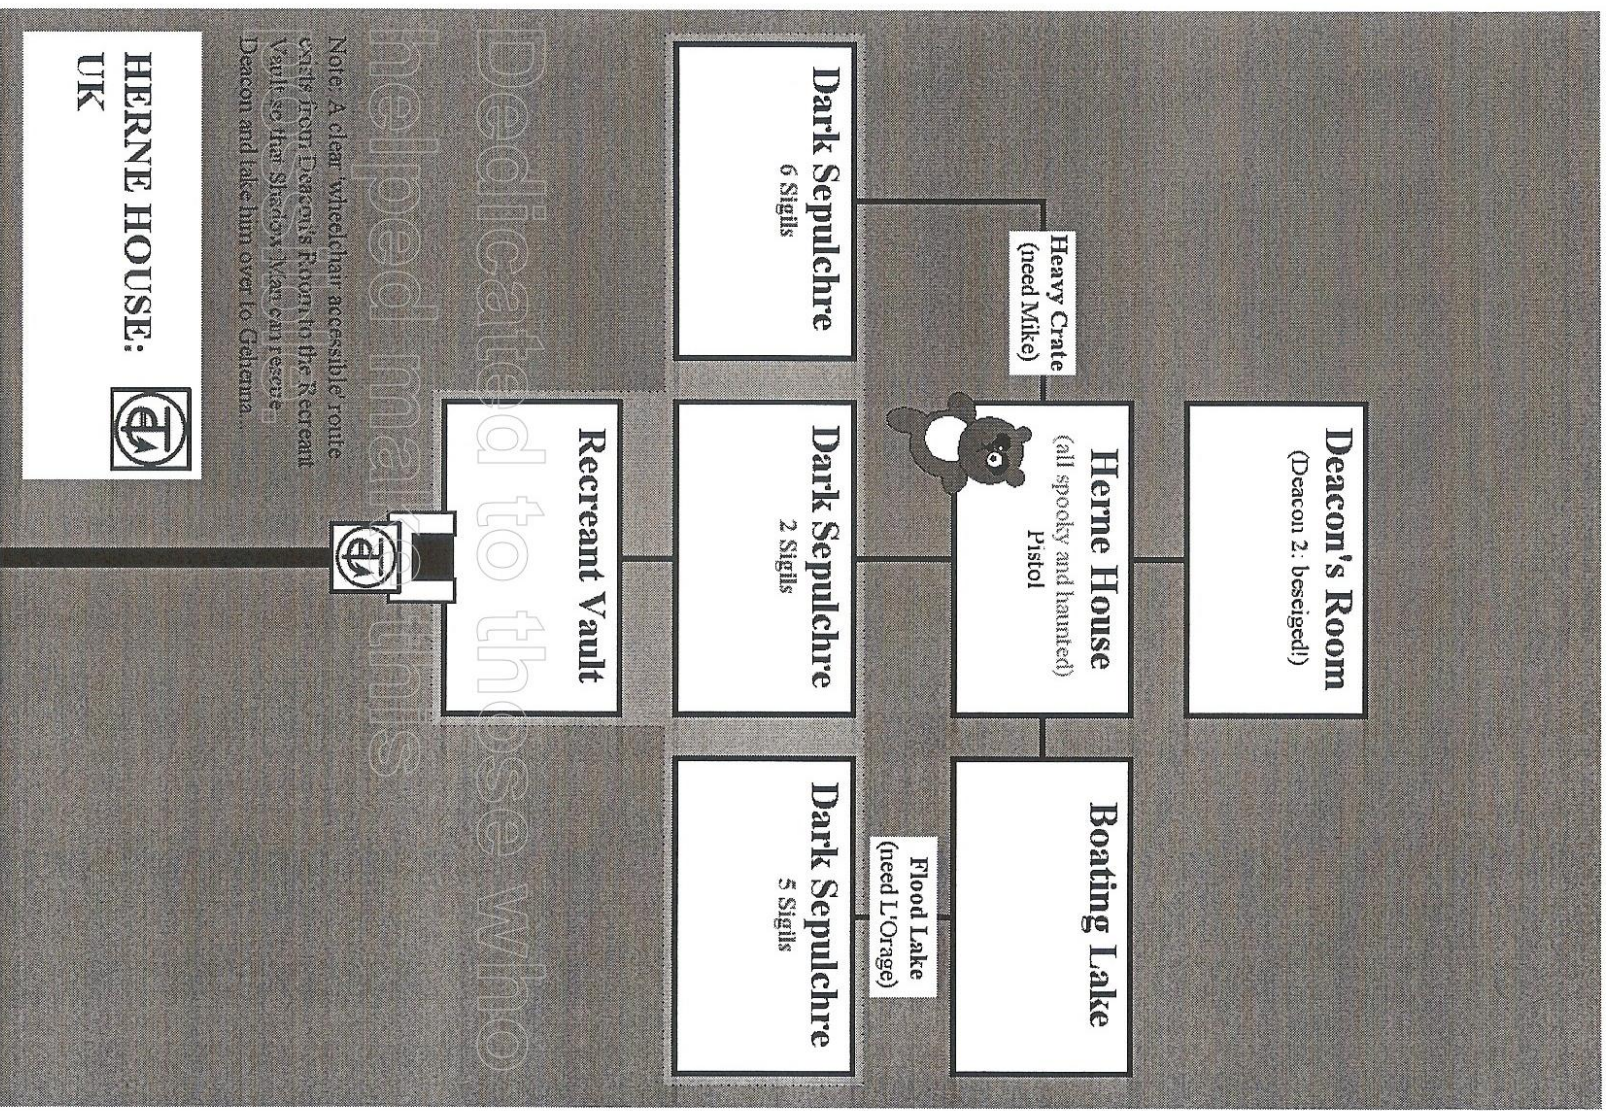 Deacon's Room
(Deacon 2: beseiged!)
Heavy Crate
(need Mike)
Herne House
(all spooky and haunted)
Pistol
Boating Lake
Flood Lake
(need L'Orage)
Dark Sepulchre
6 Sigils
Dark Sepulchre
2 Sigils
Dark Sepulchre
5 Sigils
Recreant Vault
Dedicated to those who
helped make this
Note: A clear 'wheelchair accessible' route
exists from Deacon's Room to the Recreant
Vault so that Shadow Man can rescue
Deacon and take him over to Gehenna...
HERNE HOUSE:
UK